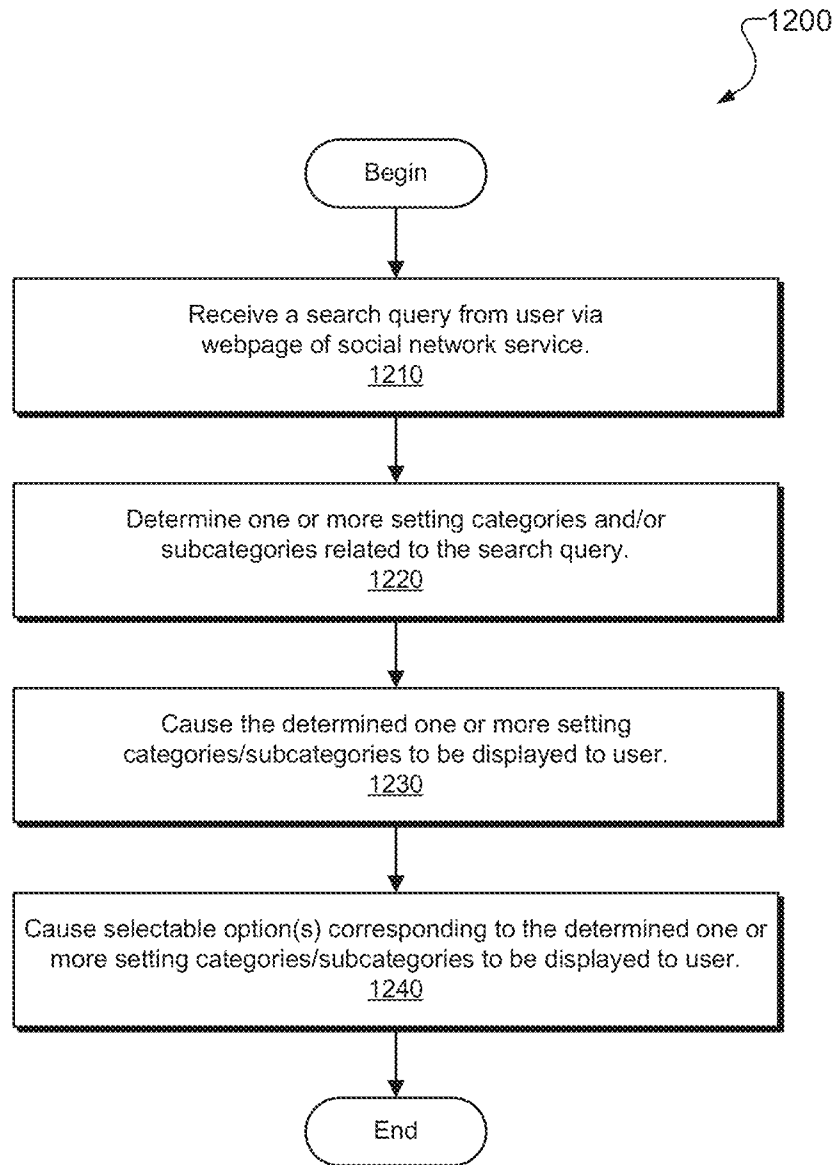 1200
Begin
Receive a search query from user via
webpage of social network service.
1210
Determine one or more setting categories and/or
subcategories related to the search query.
1220
Cause the determined one or more setting
categories/subcategories to be displayed to user.
1230
Cause selectable option(s) corresponding to the determined one or
more setting categories/subcategories to be displayed to user.
1240
End